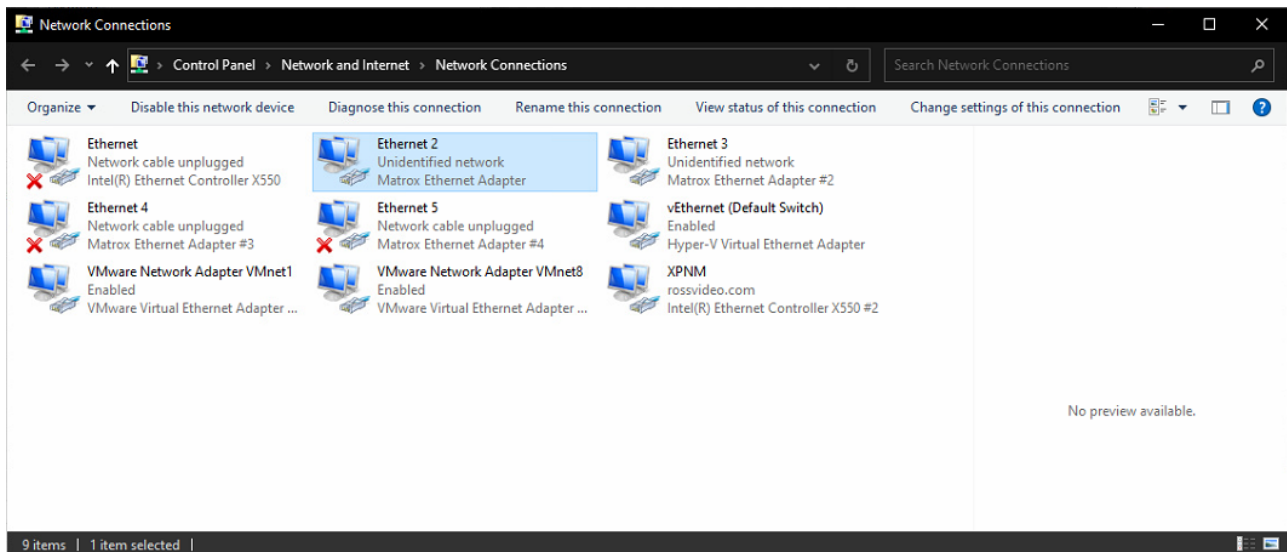 Network Connections
Control Panel > Network and Internet > Network Connections
Search Network Connections
Organize Disable this network device Diagnose this connection Rename this connection View status of this connection Change settings of this connection
Ethernet
Network cable unplugged
Intel(R) Ethernet Controller X550
Ethernet 2
Unidentified network
Matrox Ethernet Adapter
Ethernet 3
Unidentified network
Matrox Ethernet Adapter #2
Ethernet 4
Network cable unplugged
Matrox Ethernet Adapter #3
Ethernet 5
Network cable unplugged
Matrox Ethernet Adapter #4
vEthernet (Default Switch)
Enabled
Hyper-V Virtual Ethernet Adapter
VMware Network Adapter VMnet1
Enabled
VMware Virtual Ethernet Adapter ...
VMware Network Adapter VMnet8
Enabled
VMware Virtual Ethernet Adapter ...
XPNM
rossvideo.com
Intel(R) Ethernet Controller X550 #2
No preview available.
9 items | 1 item selected |